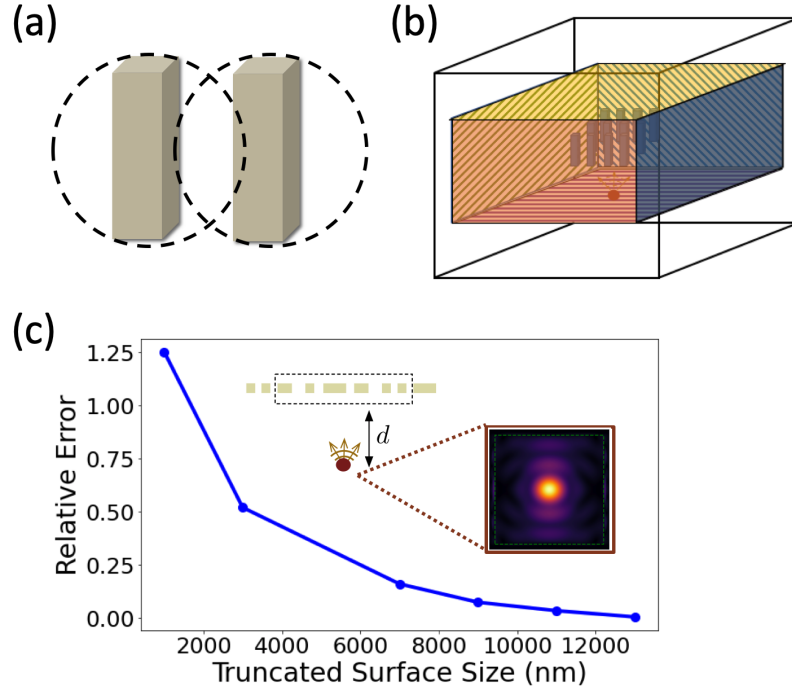 (a)
(b)
(c)
1.25
1.00
0.75
0.50
0.25
0.00
Relative Error
d
2000 4000 6000 8000 10000 12000
Truncated Surface Size (nm)